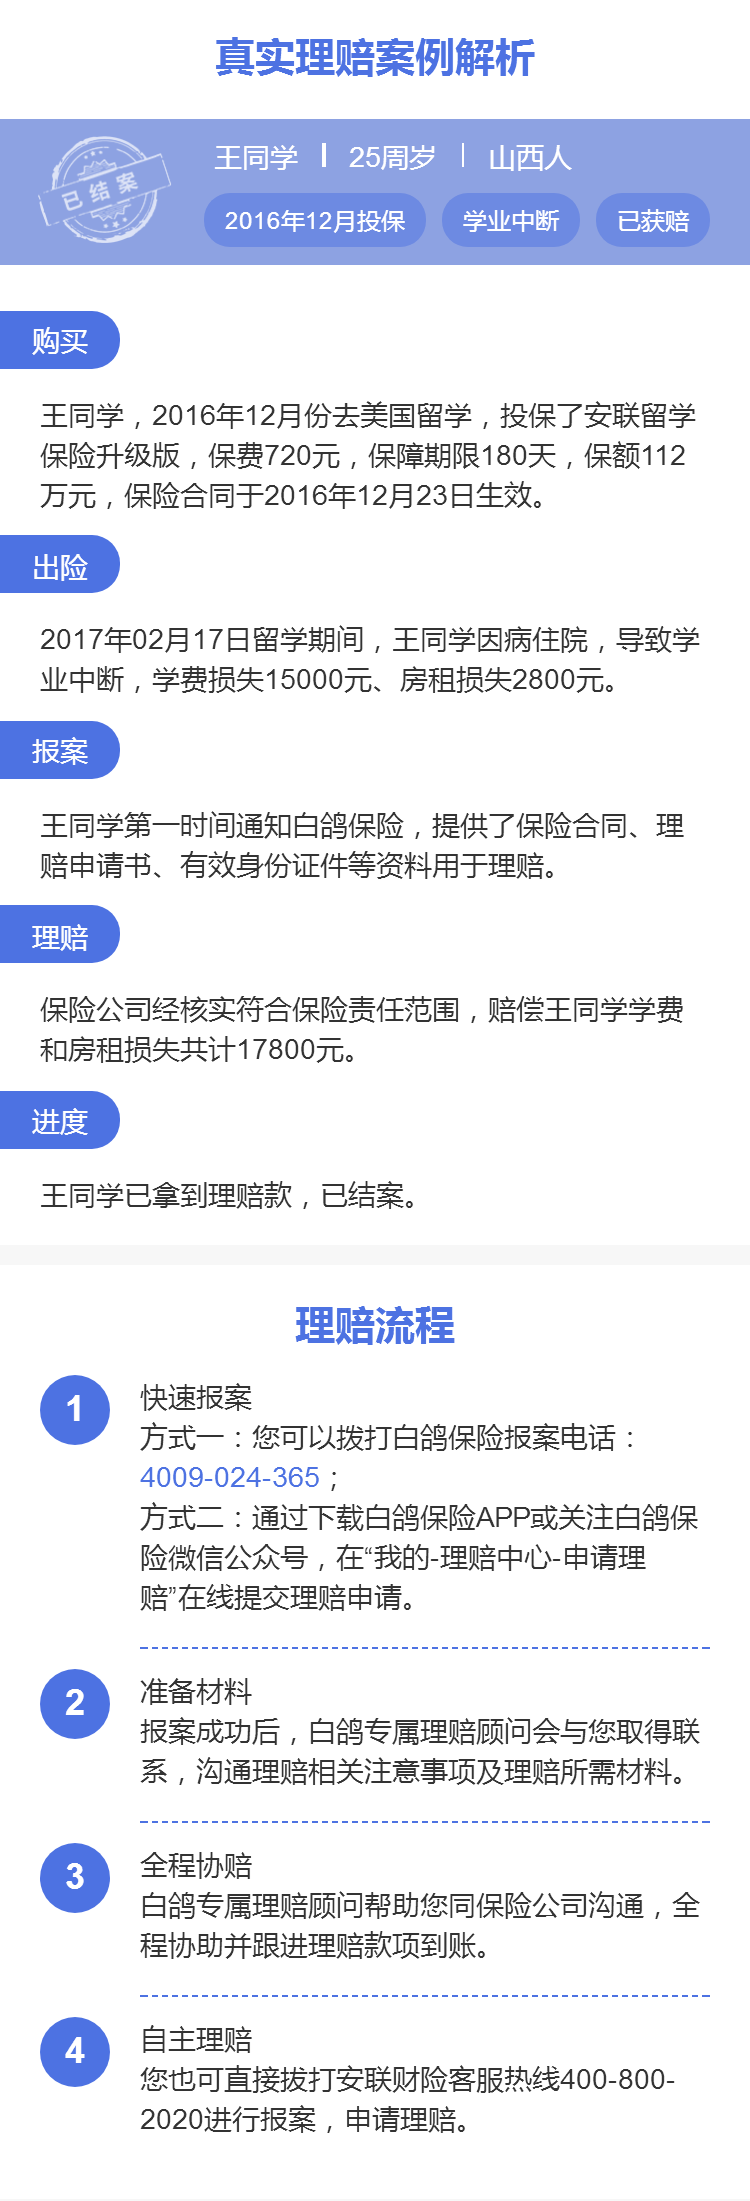 真实理赔案例解析
已结案
王同学 | 25周岁 | 山西人
2016年12月投保 学业中断 已获赔
购买
王同学，2016年12月份去美国留学，投保了安联留学
保险升级版，保费720元，保障期限180天，保额112
万元，保险合同于2016年12月23日生效。
出险
2017年02月17日留学期间，王同学因病住院，导致学
业中断，学费损失15000元、房租损失2800元。
报案
王同学第一时间通知白鸽保险，提供了保险合同、理
赔申请书、有效身份证件等资料用于理赔。
理赔
保险公司经核实符合保险责任范围，赔偿王同学学费
和房租损失共计17800元。
进度
王同学已拿到理赔款，已结案。
理赔流程
1
快速报案
方式一：您可以拨打白鸽保险报案电话：
4009-024-365；
方式二：通过下载白鸽保险APP或关注白鸽保
险微信公众号，在“我的-理赔中心-申请理
赔”在线提交理赔申请。
2
准备材料
报案成功后，白鸽专属理赔顾问会与您取得联
系，沟通理赔相关注意事项及理赔所需材料。
3
全程协赔
白鸽专属理赔顾问帮助您同保险公司沟通，全
程协助并跟进理赔款项到账。
4
自主理赔
您也可直接拔打安联财险客服热线400-800-
2020进行报案，申请理赔。